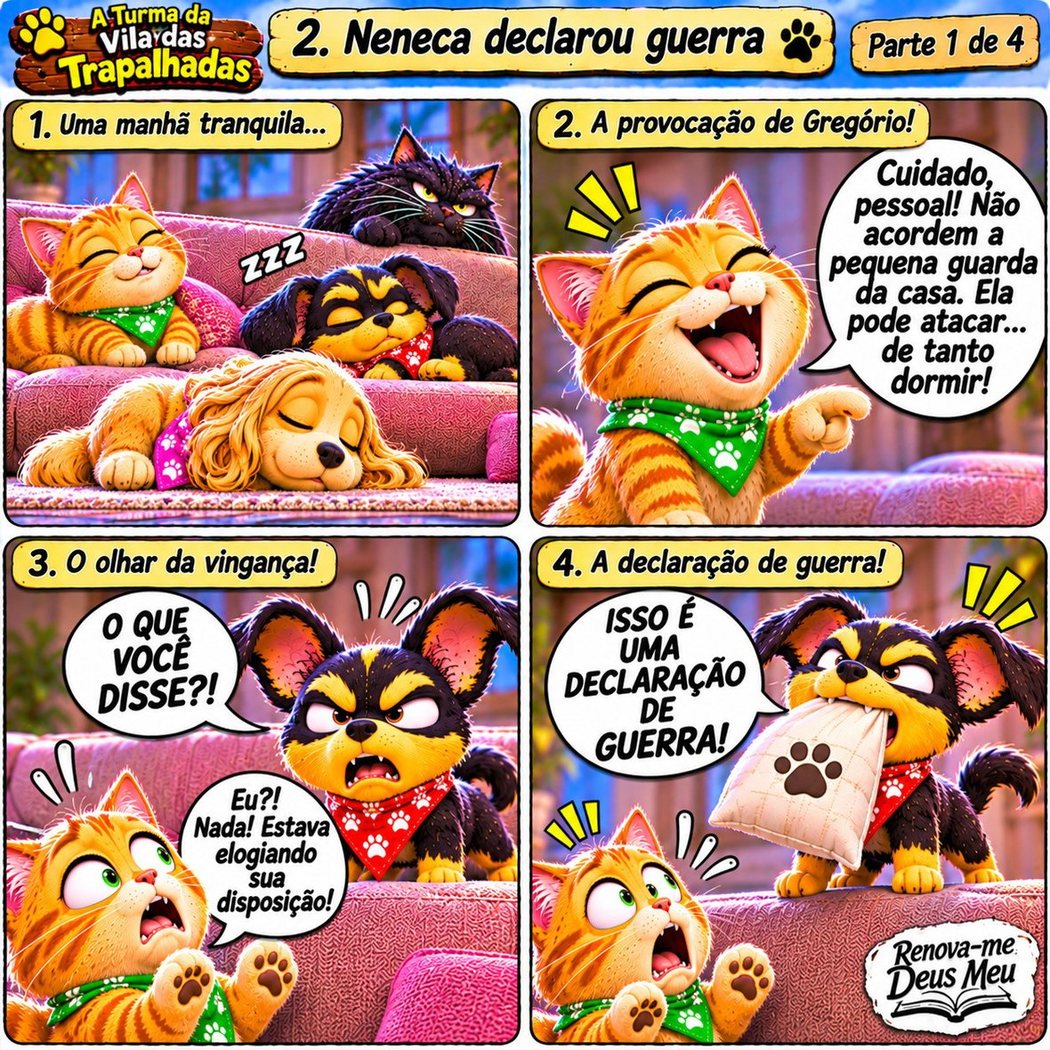 A Turma da
Vila das
Trapalhadas
2. Neneca declarou guerra
Parte 1 de 4
1. Uma manhã tranquila...
zzz
2. A provocação de Gregório!
Cuidado,
pessoal! Não
acordem a
pequena guarda
da casa. Ela
pode atacar...
de tanto
dormir!
3. O olhar da vingança!
O QUE
VOCÊ
DISSE?!
Eu?!
Nada! Estava
elogiando
sua
disposição!
4. A declaração de guerra!
ISSO É
UMA
DECLARAÇÃO
DE
GUERRA!
Renova-me
Deus Meu